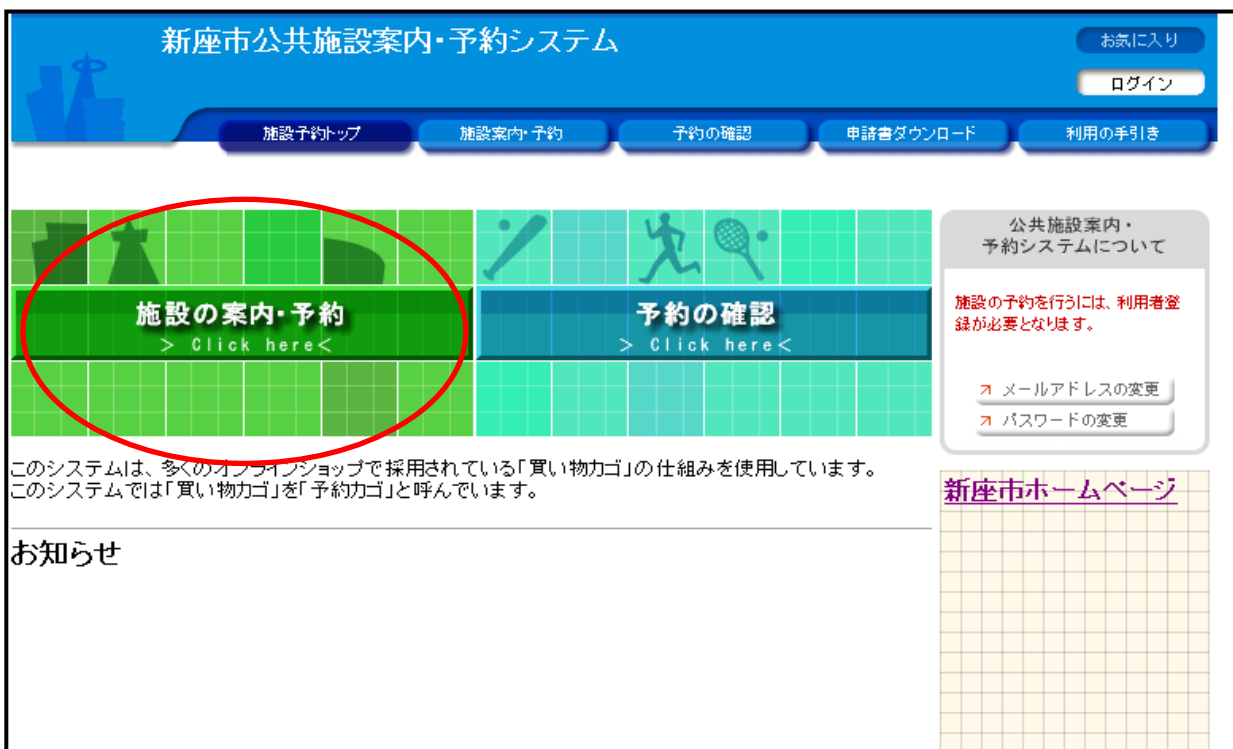 新座市公共施設案内・予約システム
お気に入り
ログイン
施設予約トップ
施設案内・予約
予約の確認
申請書ダウンロード
利用の手引き
施設の案内・予約
> Click here<
予約の確認
> Click here<
公共施設案内・
予約システムについて
施設の予約を行うには、利用者登
録が必要となります。
メールアドレスの変更
パスワードの変更
このシステムは、多くのオンラインショップで採用されている「買い物カゴ」の仕組みを使用しています。
このシステムでは「買い物カゴ」を「予約カゴ」と呼んでいます。
新座市ホームページ
お知らせ